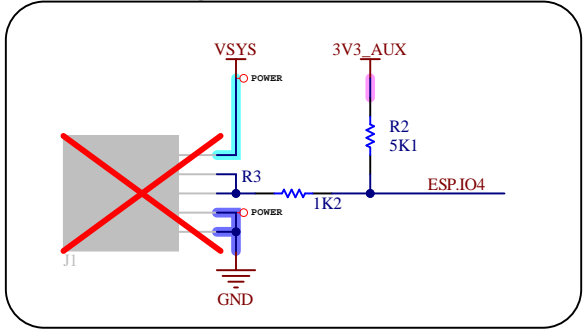 VSYS
3V3_AUX
POWER
R2
5K1
R3
ESP.IO4
1K2
POWER
J1
GND